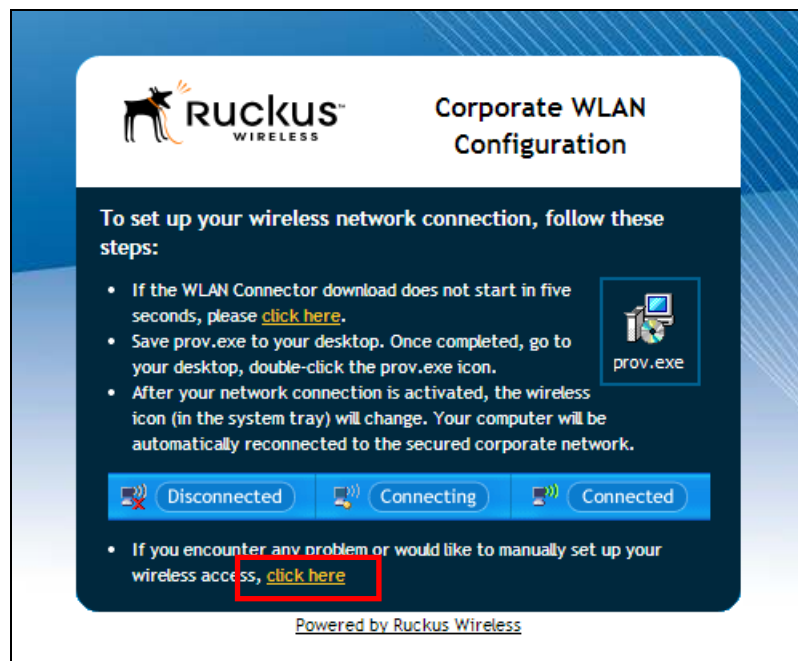 RUCKUS™
WIRELESS
Corporate WLAN
Configuration
To set up your wireless network connection, follow these
steps:
• If the WLAN Connector download does not start in five
seconds, please click here.
• Save prov.exe to your desktop. Once completed, go to
your desktop, double-click the prov.exe icon.
prov.exe
• After your network connection is activated, the wireless
icon (in the system tray) will change. Your computer will be
automatically reconnected to the secured corporate network.
Disconnected
Connecting
Connected
• If you encounter any problem or would like to manually set up your
wireless access, click here
Powered by Ruckus Wireless